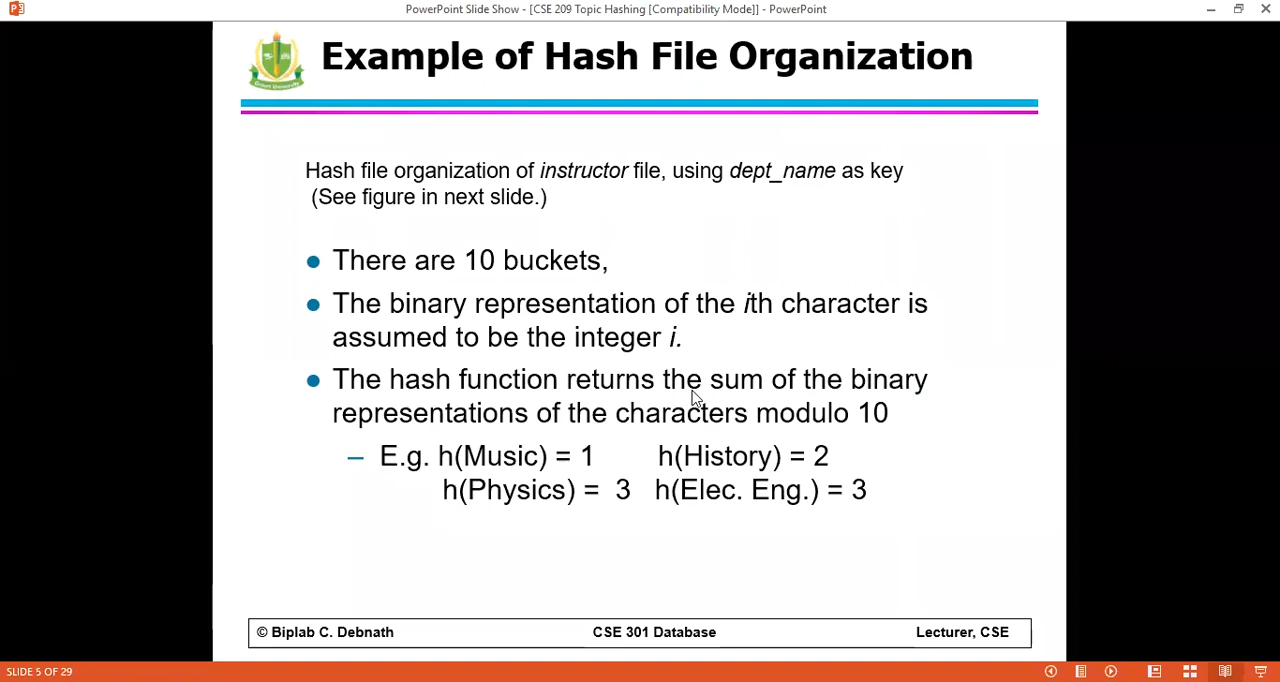 PowerPoint Slide Show - [CSE 209 Topic Hashing [Compatibility Mode]] - PowerPoint
Example of Hash File Organization
Hash file organization of instructor file, using dept_name as key
(See figure in next slide.)
● There are 10 buckets,
● The binary representation of the ith character is
assumed to be the integer i.
● The hash function returns the sum of the binary
representations of the characters modulo 10
– E.g. h(Music) = 1 h(History) = 2
h(Physics) = 3 h(Elec. Eng.) = 3
© Biplab C. Debnath CSE 301 Database Lecturer, CSE
SLIDE 5 OF 29